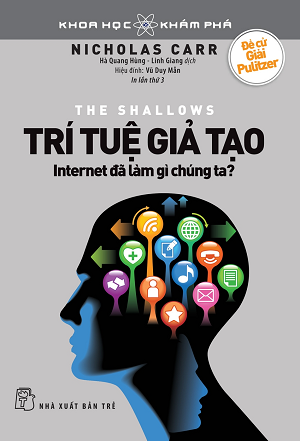 KHOA HỌC KHÁM PHÁ
NICHOLAS CARR
Hà Quang Hùng - Linh Giang dịch
Hiệu đính: Vũ Duy Mẫn
In lần thứ 3
Đề cử
Giải
Pulitzer
THE SHALLOWS
TRÍ TUỆ GIẢ TẠO
Internet đã làm gì chúng ta?
NHÀ XUẤT BẢN TRẺ